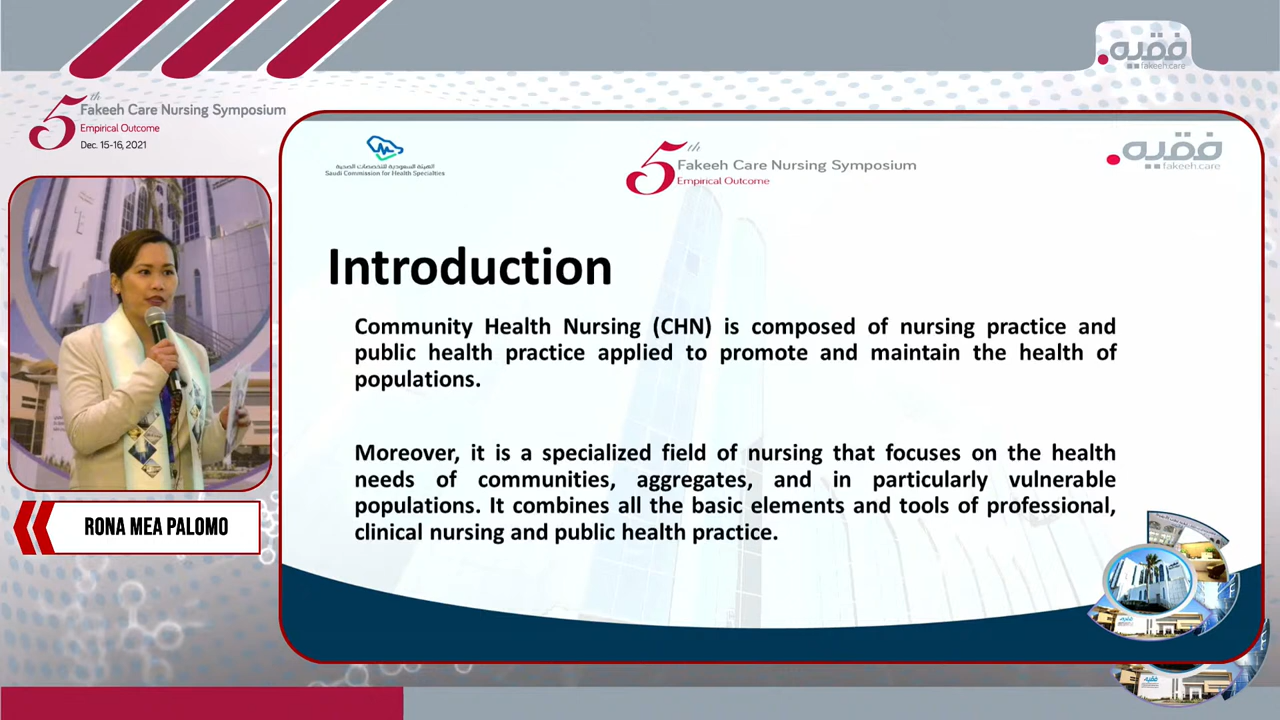 فقيه
fakeeh.care
5th
Fakeeh Care Nursing Symposium
Empirical Outcome
Dec. 15-16, 2021
الهيئة السعودية للتخصصات الصحية
Saudi Commission for Health Specialties
5th
Fakeeh Care Nursing Symposium
Empirical Outcome
فقيه
fakeeh.care
Introduction
Community Health Nursing (CHN) is composed of nursing practice and
public health practice applied to promote and maintain the health of
populations.
Moreover, it is a specialized field of nursing that focuses on the health
needs of communities, aggregates, and in particularly vulnerable
populations. It combines all the basic elements and tools of professional,
clinical nursing and public health practice.
RONA MEA PALOMO